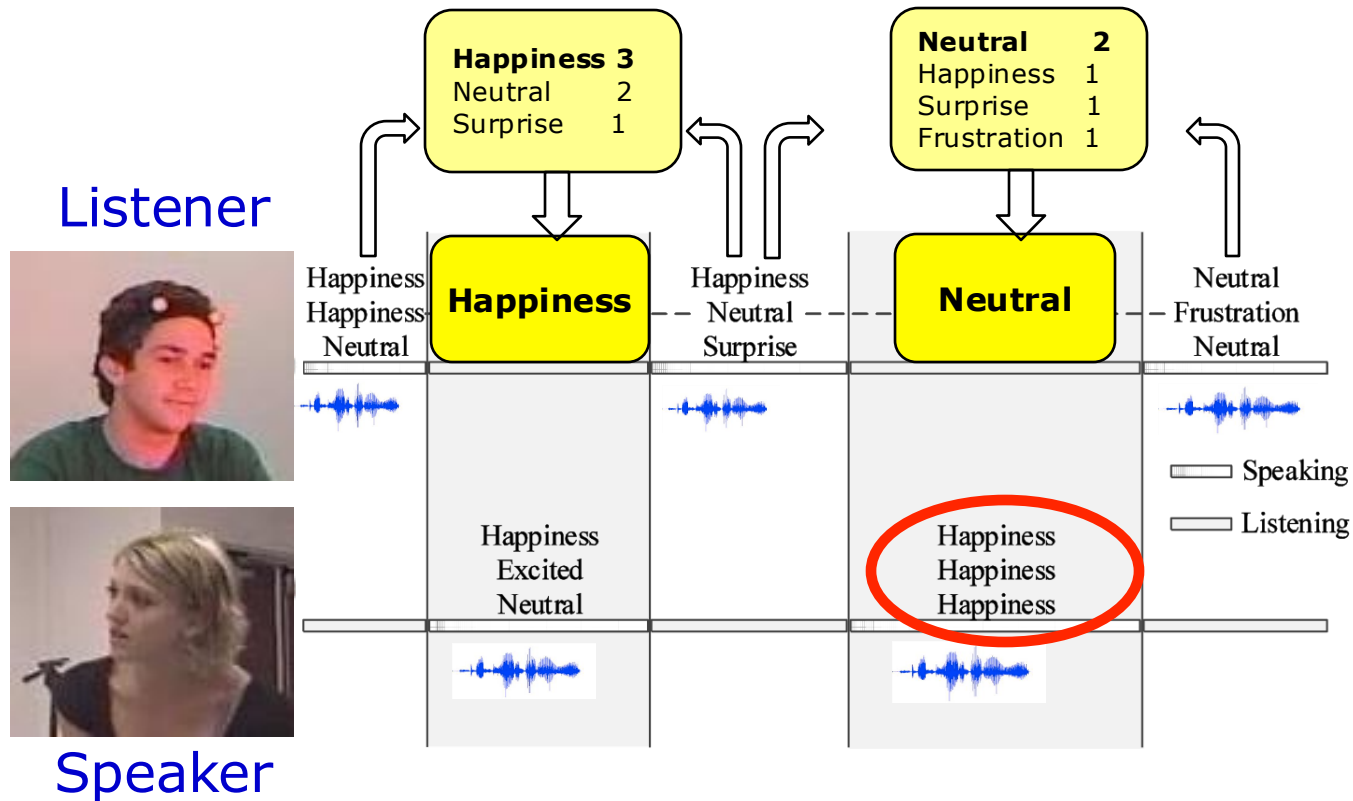 Happiness 3
Neutral 2
Surprise 1
Neutral 2
Happiness 1
Surprise 1
Frustration 1
Listener
Happiness
Happiness
Neutral
Happiness
Happiness
Neutral
Surprise
Neutral
Neutral
Frustration
Neutral
Speaking
Listening
Happiness
Excited
Neutral
Happiness
Happiness
Happiness
Speaker